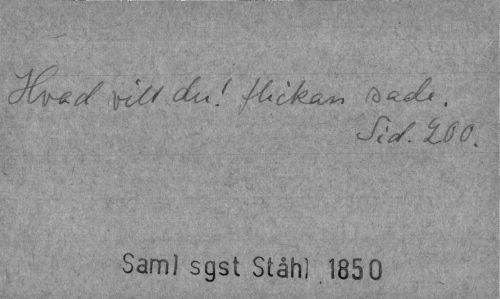 Hvad vill du! flickan sade.
Sid. 200.
Saml sgst Ståhl 1850